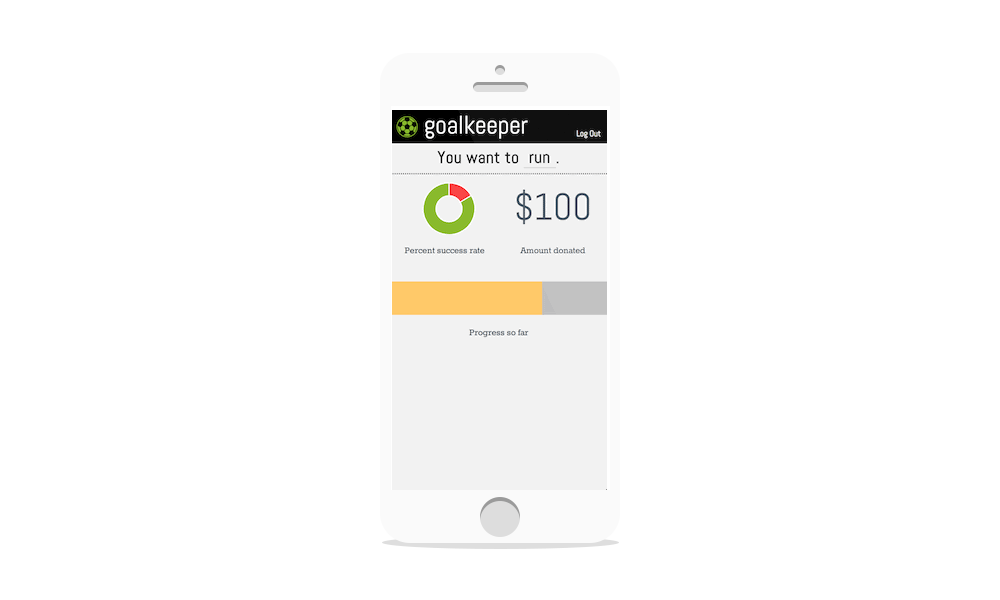 goalkeeper
Log Out
You want to run .
$100
Percent success rate
Amount donated
Progress so far